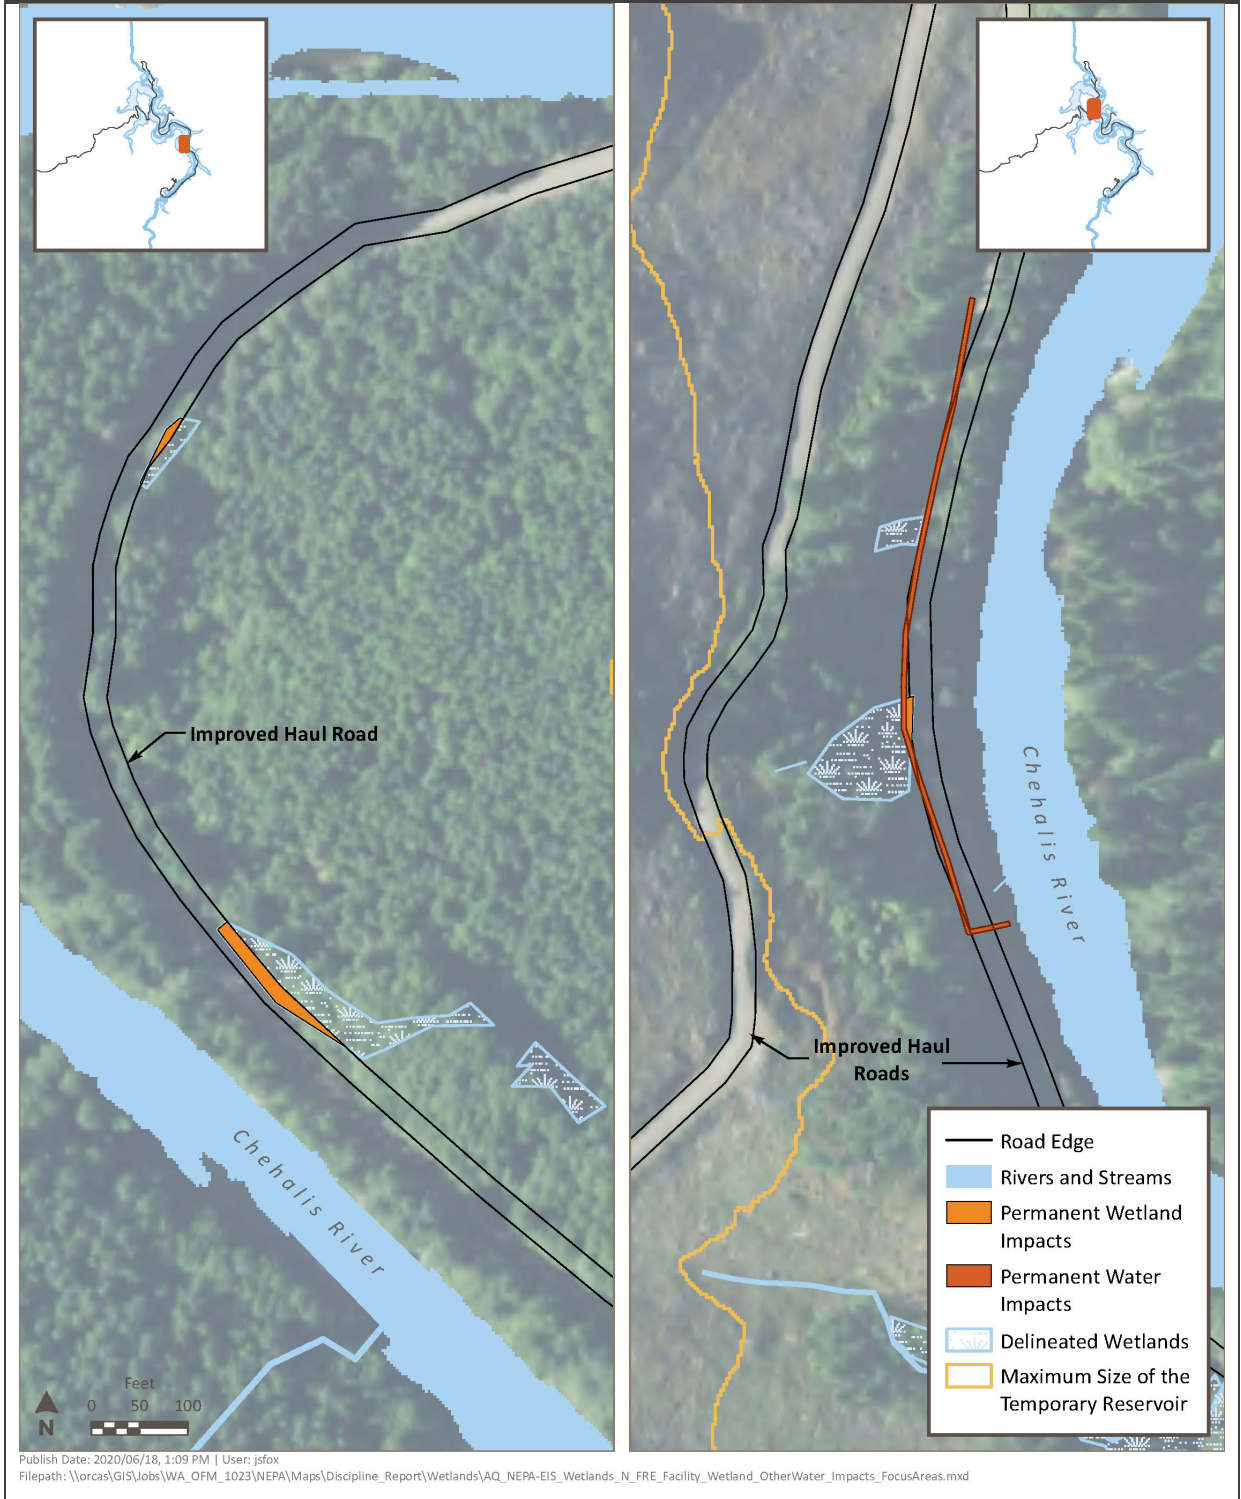 Improved Haul Road
Chehalis River
Feet
0 50 100
N
Chehalis River
Improved Haul
Roads
Road Edge
Rivers and Streams
Permanent Wetland
Impacts
Permanent Water
Impacts
Delineated Wetlands
Maximum Size of the
Temporary Reservoir
Publish Date: 2020/06/18, 1:09 PM | User: jsfox
Filepath: \\orcas\GIS\Jobs\WA_OFM_1023\NEPA\Maps\Discipline_Report\Wetlands\AQ_NEPA-EIS_Wetlands_N_FRE_Facility_Wetland_OtherWater_Impacts_FocusAreas.mxd